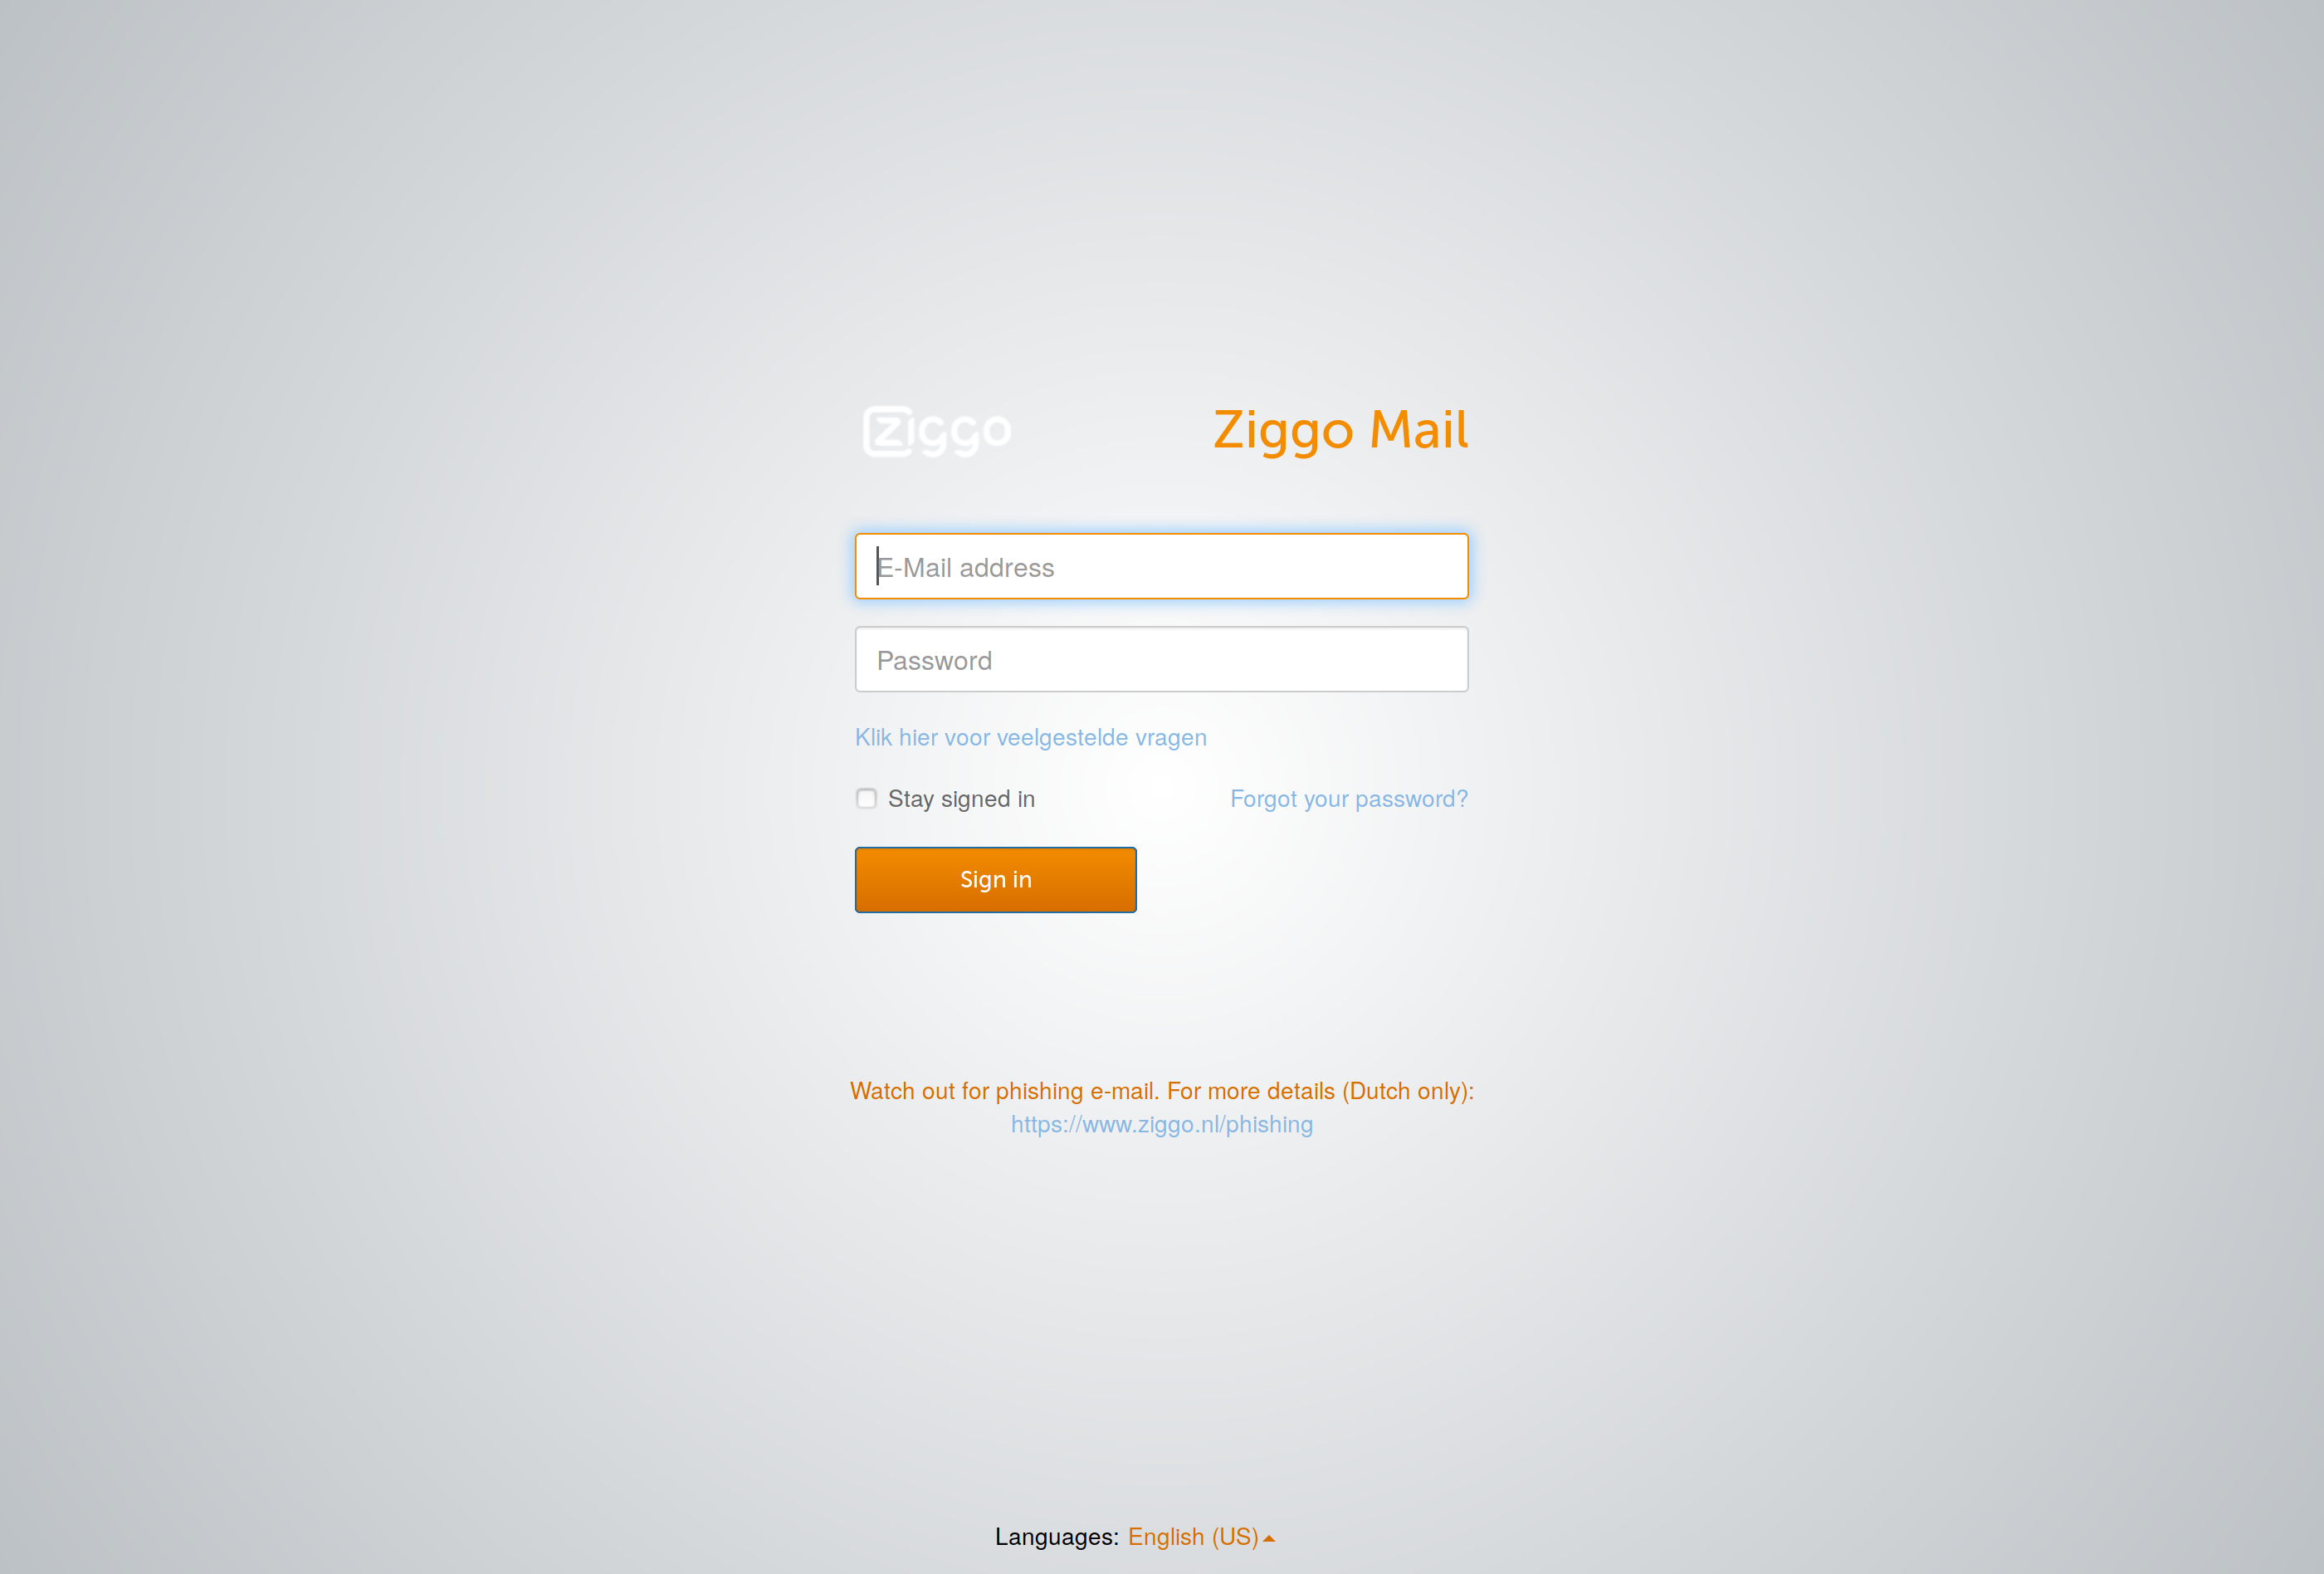 ziggo
Ziggo Mail
E-Mail address
Password
Klik hier voor veelgestelde vragen
Stay signed in
Forgot your password?
Sign in
Watch out for phishing e-mail. For more details (Dutch only):
https://www.ziggo.nl/phishing
Languages: English (US)